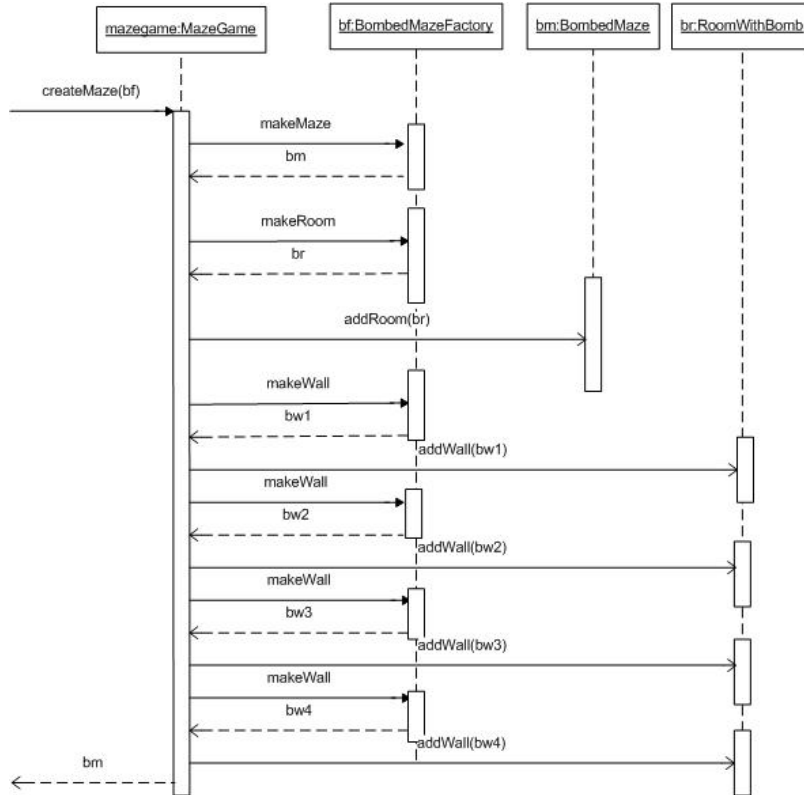 mazegame:MazeGame
bf:BombedMazeFactory
bm:BombedMaze
br:RoomWithBomb
createMaze(bf)
makeMaze
bm
makeRoom
br
addRoom(br)
makeWall
bw1
addWall(bw1)
makeWall
bw2
addWall(bw2)
makeWall
bw3
addWall(bw3)
makeWall
bw4
addWall(bw4)
bm